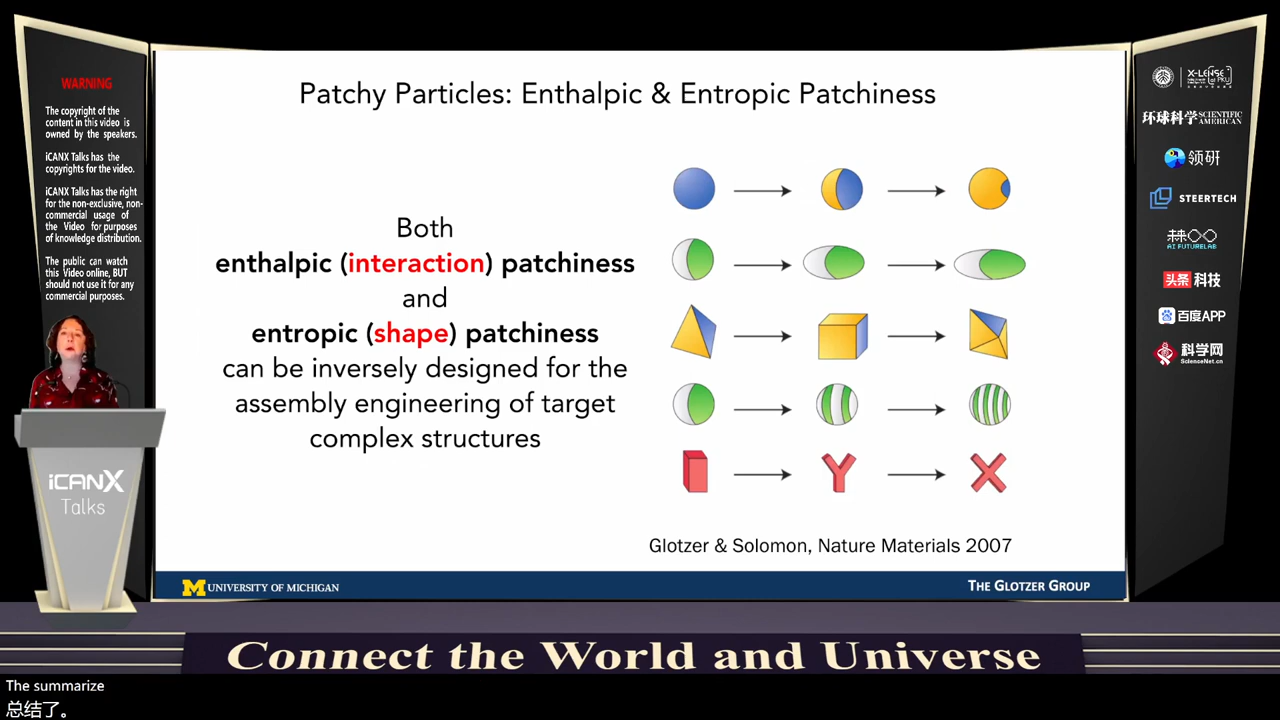 WARNING
The copyright of the
content in this video is
owned by the speakers.
iCANX Talks has the
copyrights for the video.
iCANX Talks has the right
for the non-exclusive, non-
commercial usage of
the Video for purposes
of knowledge distribution.
The public can watch
this Video online, BUT
should not use it for any
commercial purposes.
iCANX
Talks
Patchy Particles: Enthalpic & Entropic Patchiness
Both
enthalpic (interaction) patchiness
and
entropic (shape) patchiness
can be inversely designed for the
assembly engineering of target
complex structures
Glotzer & Solomon, Nature Materials 2007
M UNIVERSITY OF MICHIGAN
THE GLOTZER GROUP
X-LENSE
环球科学 SCIENTIFIC AMERICAN
领研
STEERTECH
AI FUTURELAB
头条 科技
百度APP
科学网
ScienceNet.cn
Connect the World and Universe
The summarize
总结了。